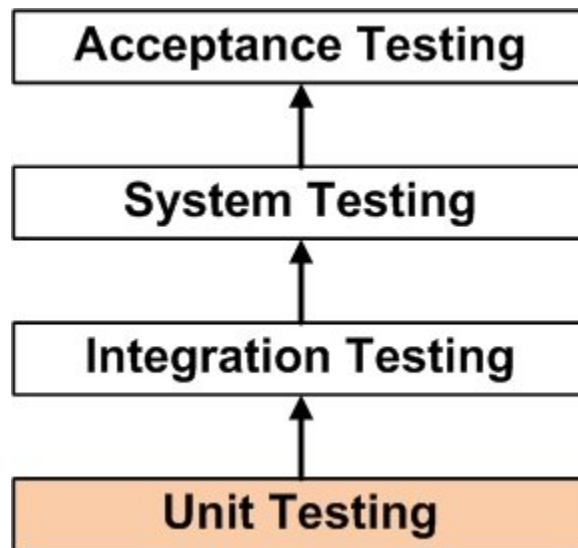 Acceptance Testing
System Testing
Integration Testing
Unit Testing